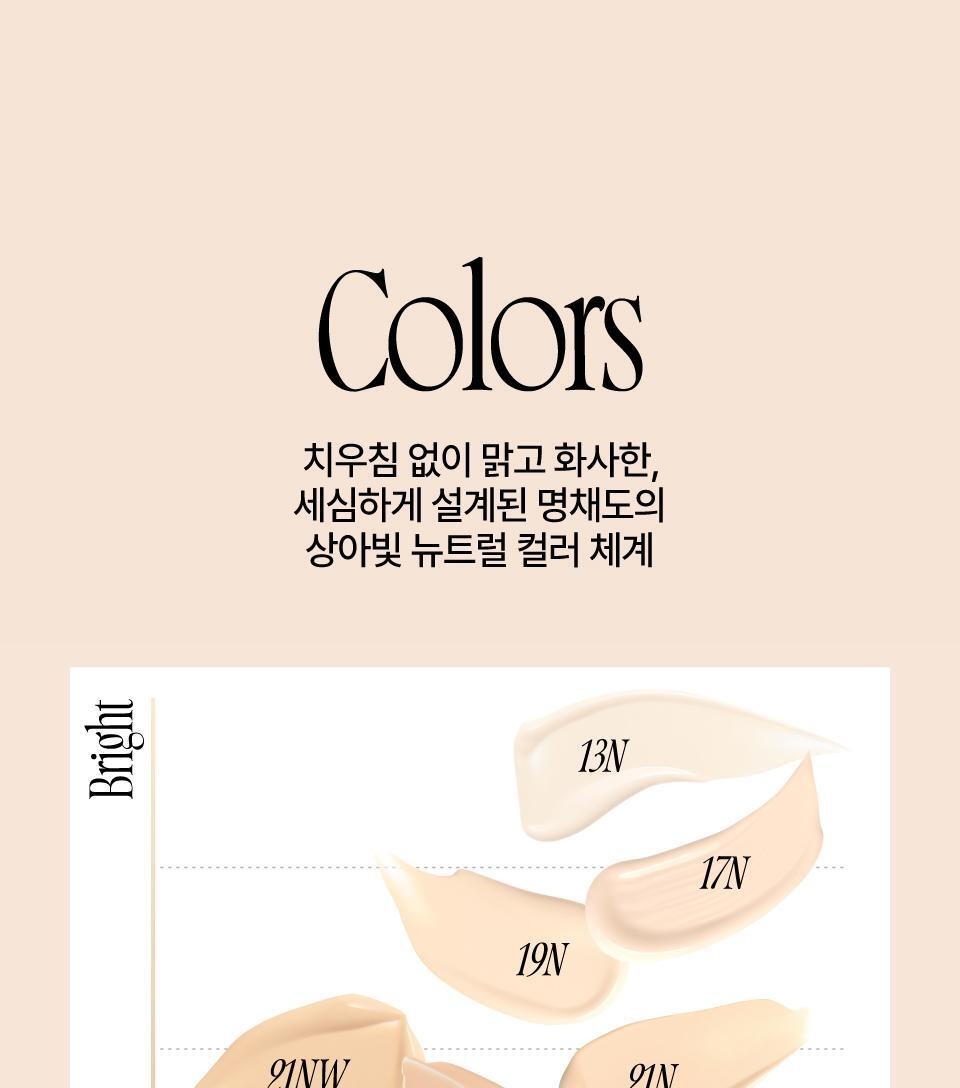 Colors
치우침 없이 맑고 화사한,
세심하게 설계된 명채도의
상아빛 뉴트럴 컬러 체계
Bright
13N
17N
19N
21NW
21N